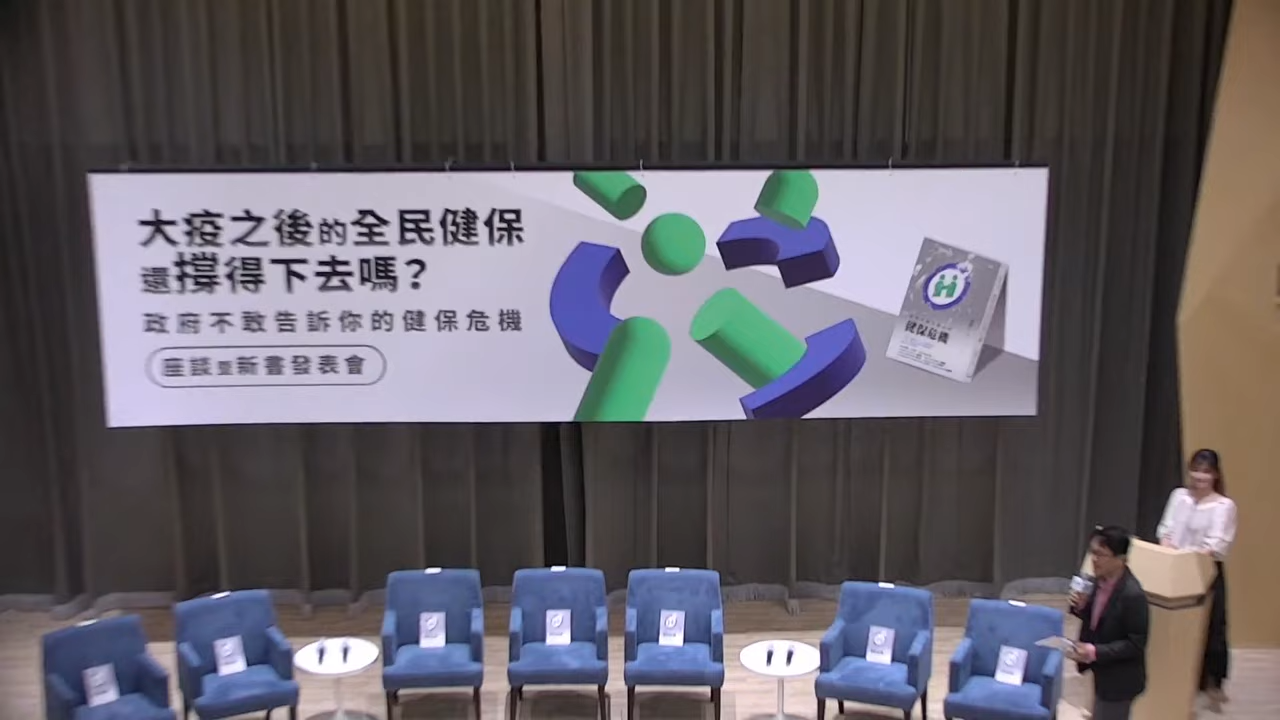 大疫之後的全民健保
還撐得下去嗎？
政府不敢告訴你的健保危機
座談並新書發表會
健保危機